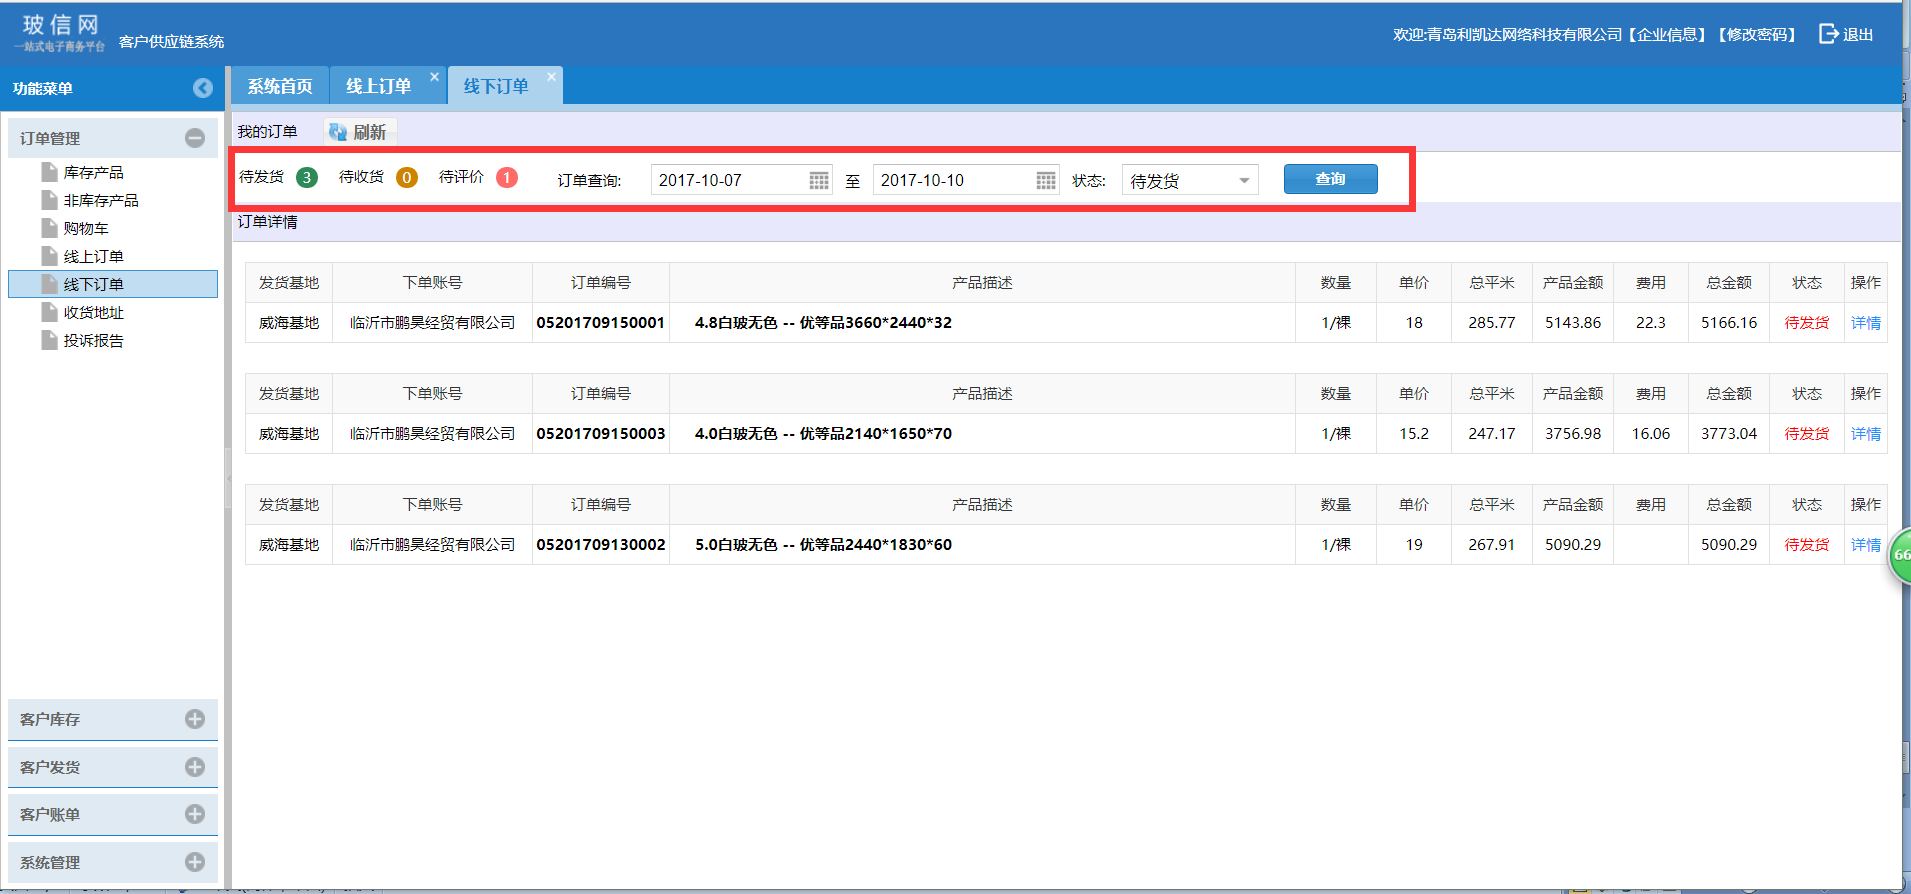 玻信网
一站式电子商务平台
客户供应链系统
欢迎:青岛利凯达网络科技有限公司【企业信息】【修改密码】 退出
功能菜单
系统首页 线上订单 × 线下订单 ×
订单管理
库存产品
非库存产品
购物车
线上订单
线下订单
收货地址
投诉报告
客户库存
客户发货
客户账单
系统管理
我的订单 刷新
待发货 3 待收货 0 待评价 1 订单查询: 2017-10-07 至 2017-10-10 状态: 待发货 查询
订单详情
发货基地 下单账号 订单编号 产品描述 数量 单价 总平米 产品金额 费用 总金额 状态 操作
威海基地 临沂市鹏昊经贸有限公司 05201709150001 4.8白玻无色 -- 优等品3660*2440*32 1/裸 18 285.77 5143.86 22.3 5166.16 待发货 详情
发货基地 下单账号 订单编号 产品描述 数量 单价 总平米 产品金额 费用 总金额 状态 操作
威海基地 临沂市鹏昊经贸有限公司 05201709150003 4.0白玻无色 -- 优等品2140*1650*70 1/裸 15.2 247.17 3756.98 16.06 3773.04 待发货 详情
发货基地 下单账号 订单编号 产品描述 数量 单价 总平米 产品金额 费用 总金额 状态 操作
威海基地 临沂市鹏昊经贸有限公司 05201709130002 5.0白玻无色 -- 优等品2440*1830*60 1/裸 19 267.91 5090.29 5090.29 待发货 详情
66